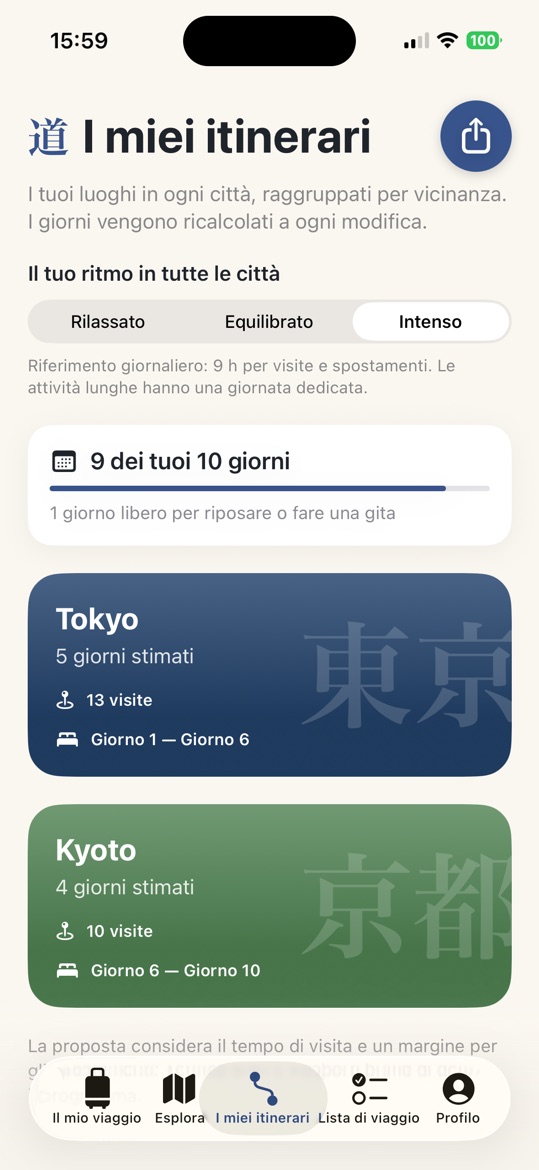 15:59
100
道 I miei itinerari
I tuoi luoghi in ogni città, raggruppati per vicinanza.
I giorni vengono ricalcolati a ogni modifica.
Il tuo ritmo in tutte le città
Rilassato Equilibrato Intenso
Riferimento giornaliero: 9 h per visite e spostamenti. Le
attività lunghe hanno una giornata dedicata.
9 dei tuoi 10 giorni
1 giorno libero per riposare o fare una gita
Tokyo
5 giorni stimati
東京
13 visite
Giorno 1 — Giorno 6
Kyoto
4 giorni stimati
京都
10 visite
Giorno 6 — Giorno 10
La proposta considera il tempo di visita e un margine per
Il mio viaggio Esplora I miei itinerari Lista di viaggio Profilo